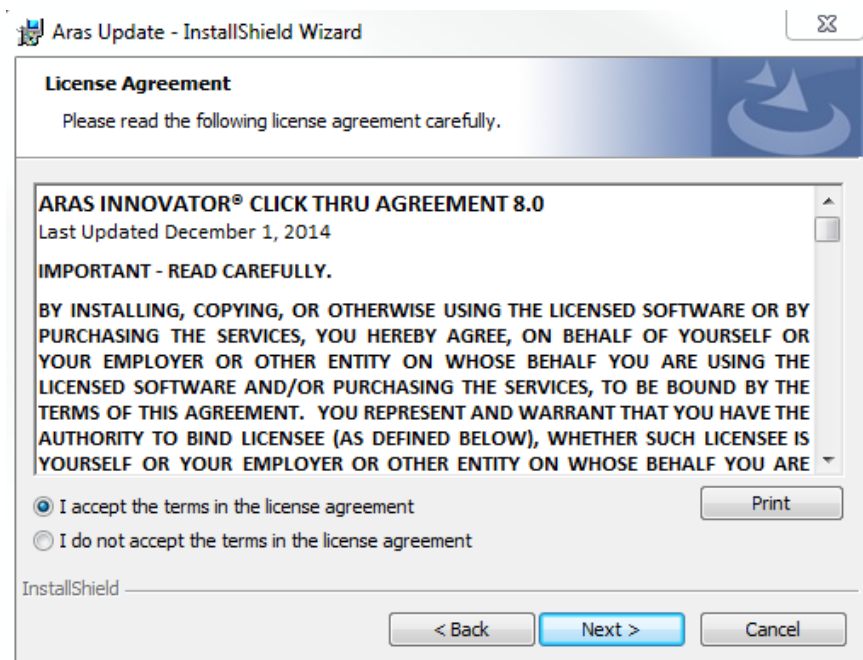 Aras Update - InstallShield Wizard
License Agreement
Please read the following license agreement carefully.
ARAS INNOVATOR® CLICK THRU AGREEMENT 8.0
Last Updated December 1, 2014
IMPORTANT - READ CAREFULLY.
BY INSTALLING, COPYING, OR OTHERWISE USING THE LICENSED SOFTWARE OR BY
PURCHASING THE SERVICES, YOU HEREBY AGREE, ON BEHALF OF YOURSELF OR
YOUR EMPLOYER OR OTHER ENTITY ON WHOSE BEHALF YOU ARE USING THE
LICENSED SOFTWARE AND/OR PURCHASING THE SERVICES, TO BE BOUND BY THE
TERMS OF THIS AGREEMENT. YOU REPRESENT AND WARRANT THAT YOU HAVE THE
AUTHORITY TO BIND LICENSEE (AS DEFINED BELOW), WHETHER SUCH LICENSEE IS
YOURSELF OR YOUR EMPLOYER OR OTHER ENTITY ON WHOSE BEHALF YOU ARE
I accept the terms in the license agreement
Print
I do not accept the terms in the license agreement
InstallShield
< Back
Next >
Cancel